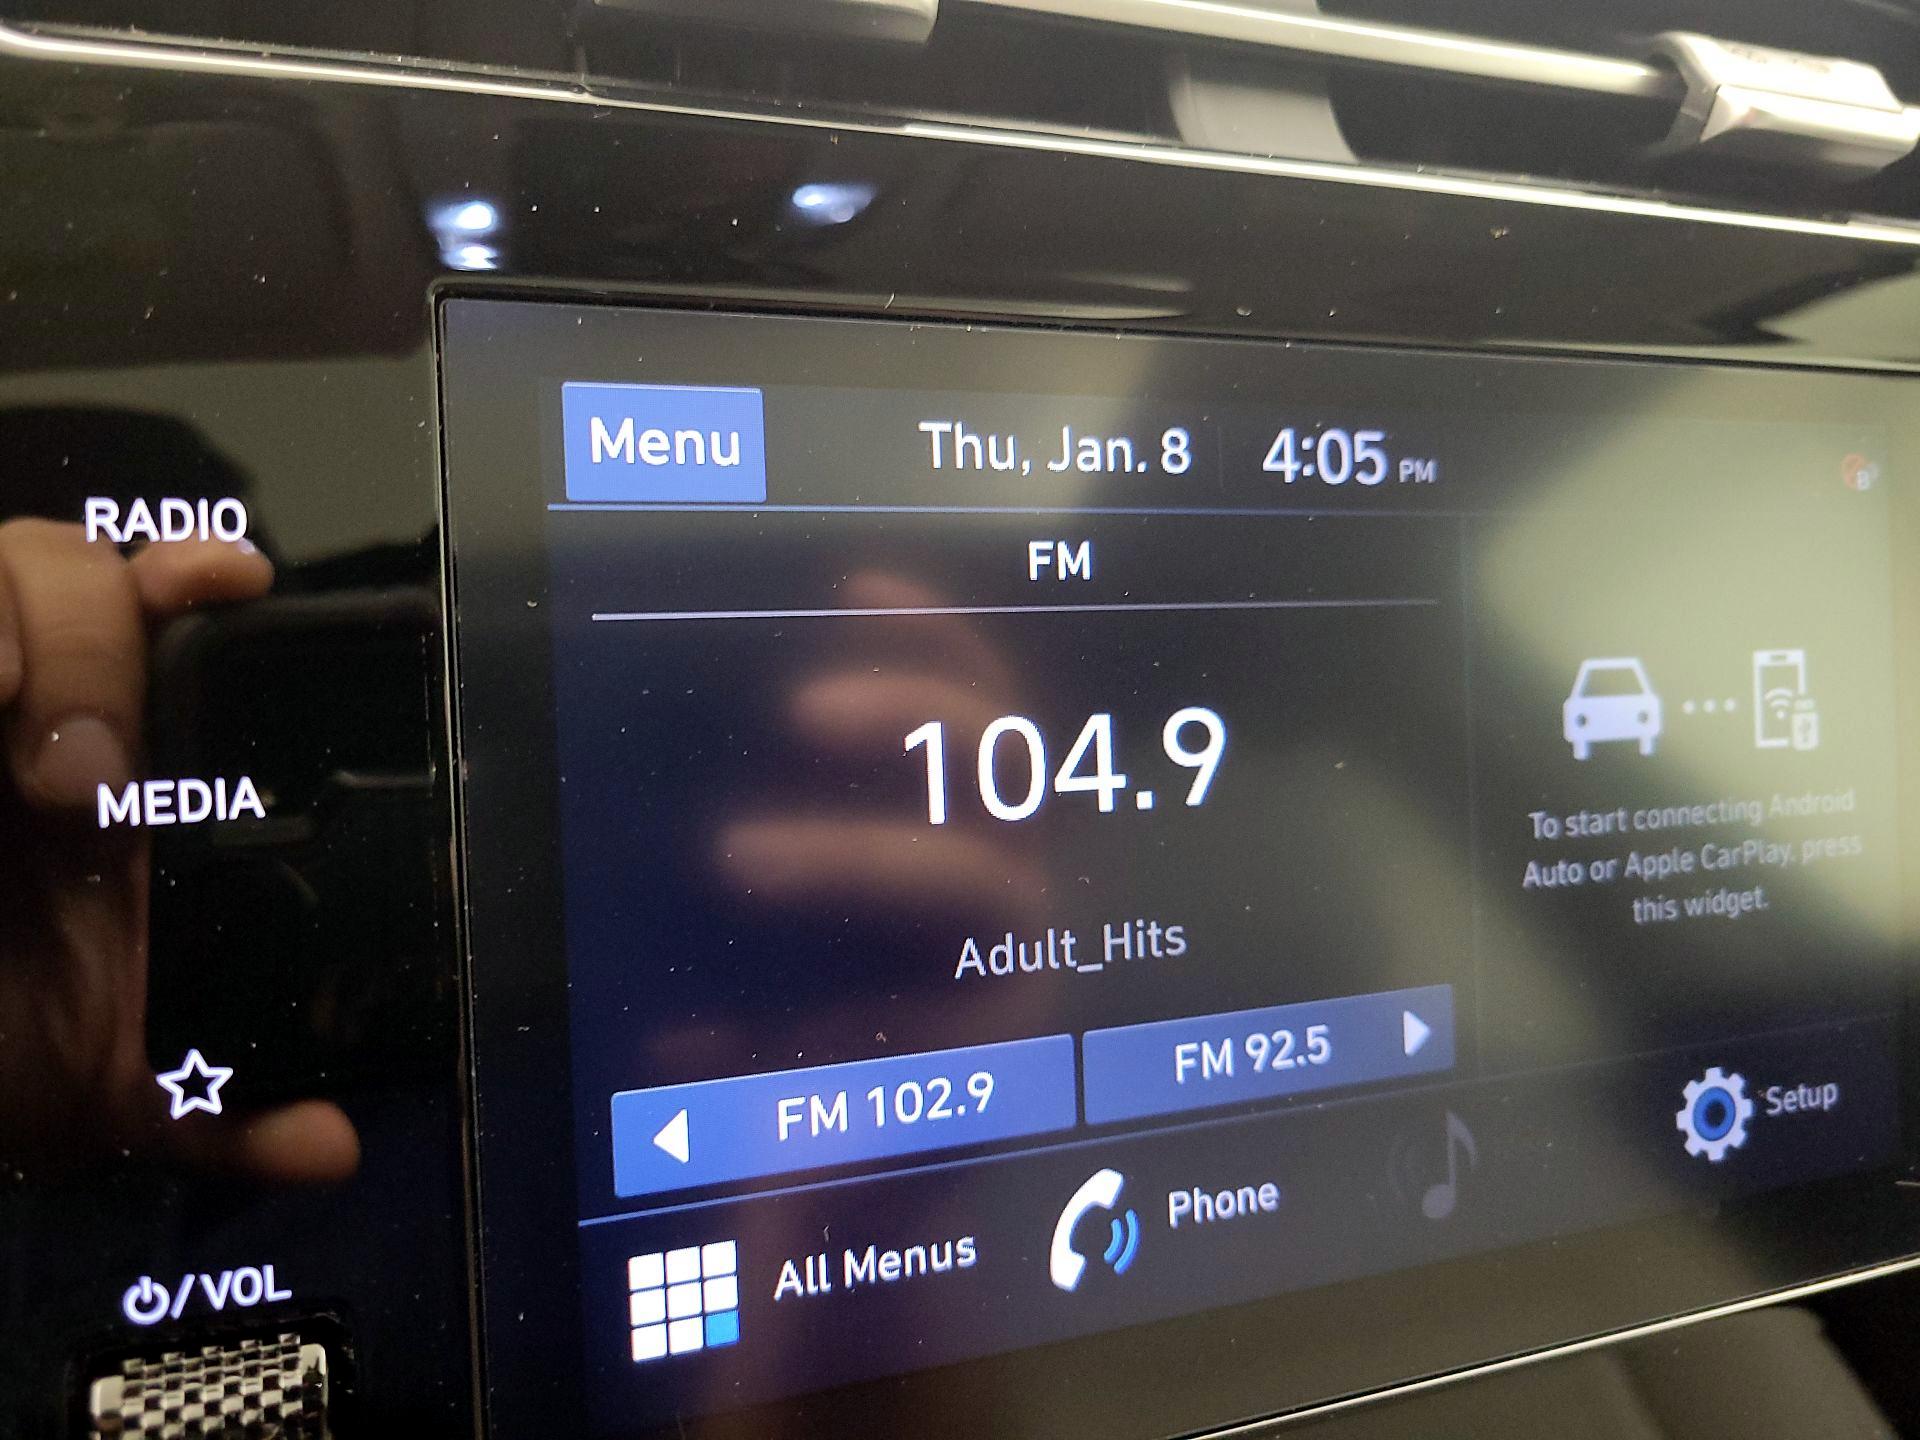 Menu
Thu, Jan. 8
4:05 PM
FM
104.9
Adult_Hits
FM 102.9
FM 92.5
All Menus
Phone
To start connecting Android
Auto or Apple CarPlay, press
this widget.
Setup
RADIO
MEDIA
/VOL